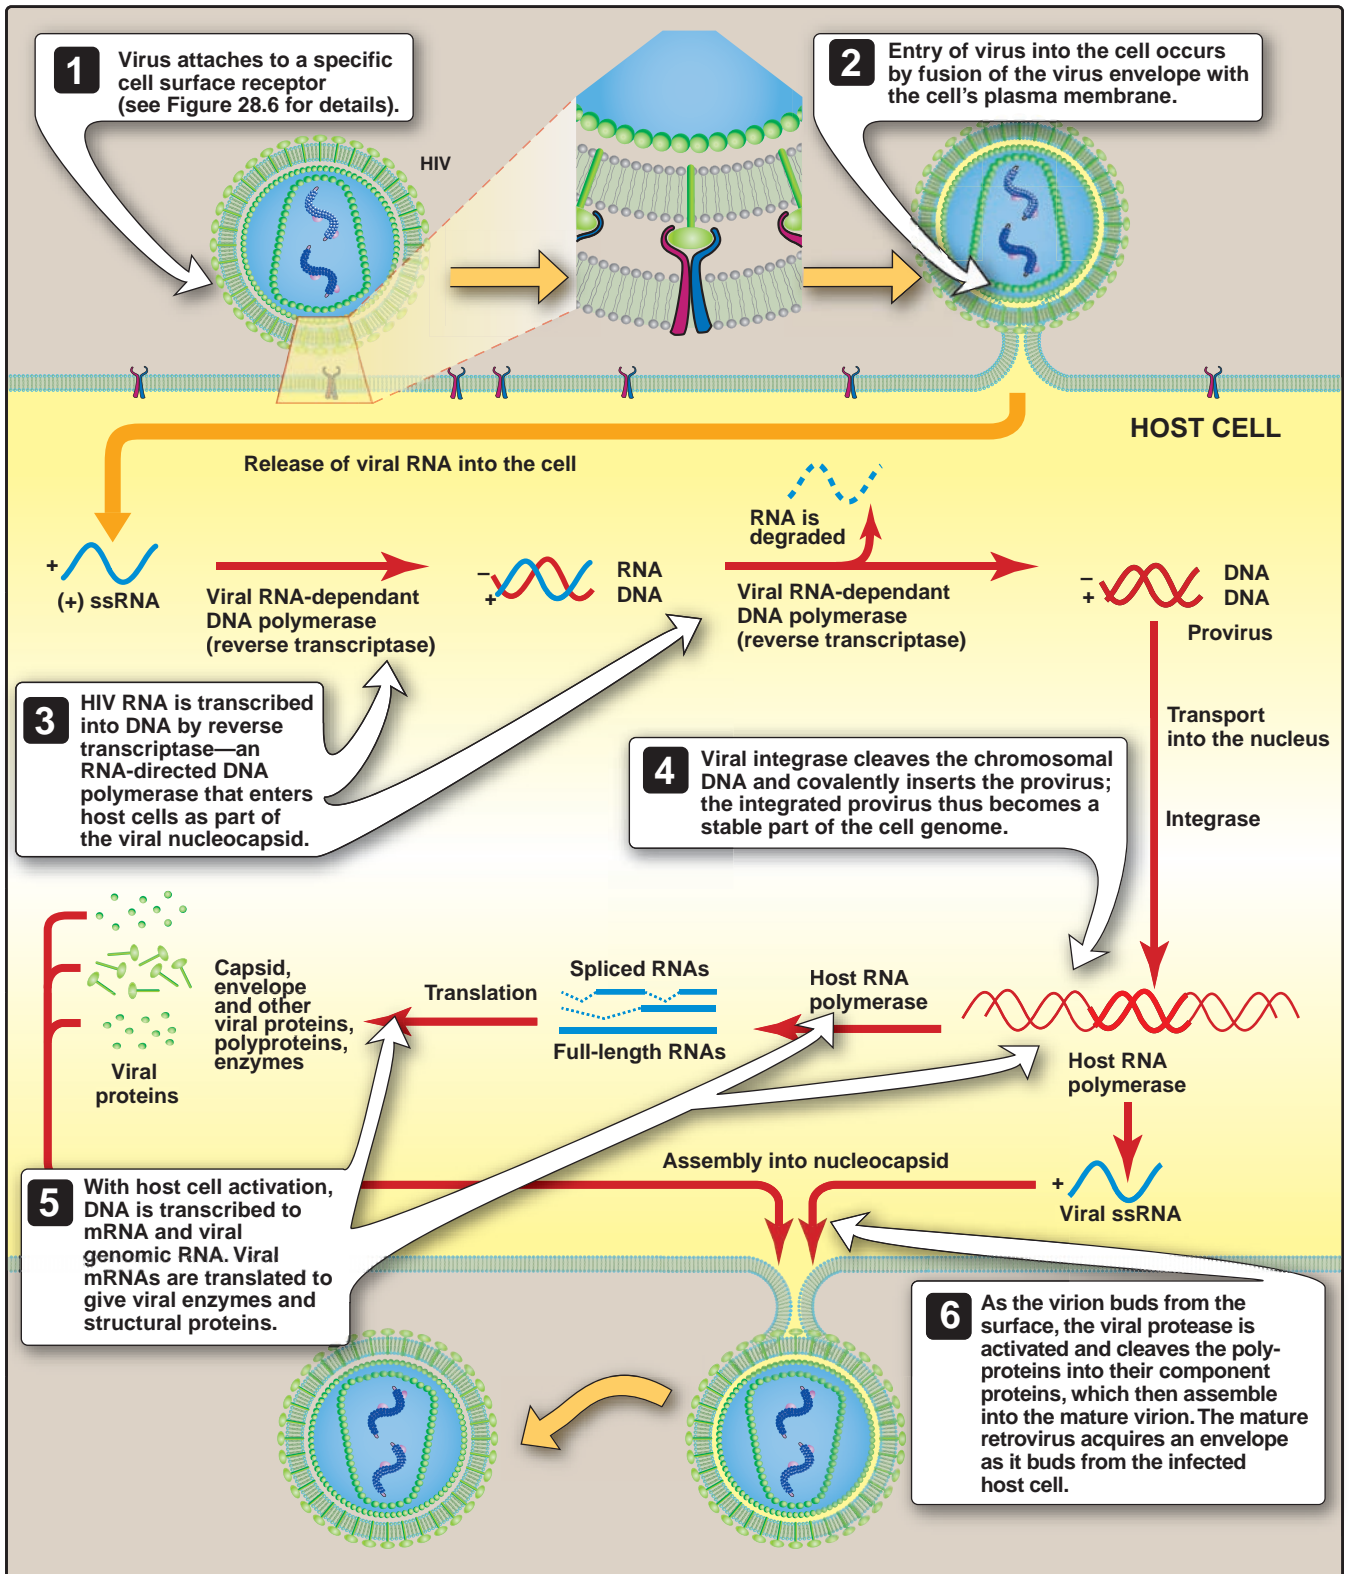 1
Virus attaches to a specific
cell surface receptor
(see Figure 28.6 for details).
2
Entry of virus into the cell occurs
by fusion of the virus envelope with
the cell's plasma membrane.
HIV
HOST CELL
Release of viral RNA into the cell
RNA is
degraded
+
(+) ssRNA
Viral RNA-dependant
DNA polymerase
(reverse transcriptase)
–
+
RNA
DNA
Viral RNA-dependant
DNA polymerase
(reverse transcriptase)
–
+
DNA
DNA
Provirus
3
HIV RNA is transcribed
into DNA by reverse
transcriptase—an
RNA-directed DNA
polymerase that enters
host cells as part of
the viral nucleocapsid.
Transport
into the nucleus
4
Viral integrase cleaves the chromosomal
DNA and covalently inserts the provirus;
the integrated provirus thus becomes a
stable part of the cell genome.
Integrase
Viral
proteins
Capsid,
envelope
and other
viral proteins,
polyproteins,
enzymes
Translation
Spliced RNAs
Full-length RNAs
Host RNA
polymerase
Host RNA
polymerase
Assembly into nucleocapsid
+
Viral ssRNA
5
With host cell activation,
DNA is transcribed to
mRNA and viral
genomic RNA. Viral
mRNAs are translated to
give viral enzymes and
structural proteins.
6
As the virion buds from the
surface, the viral protease is
activated and cleaves the poly-
proteins into their component
proteins, which then assemble
into the mature virion. The mature
retrovirus acquires an envelope
as it buds from the infected
host cell.